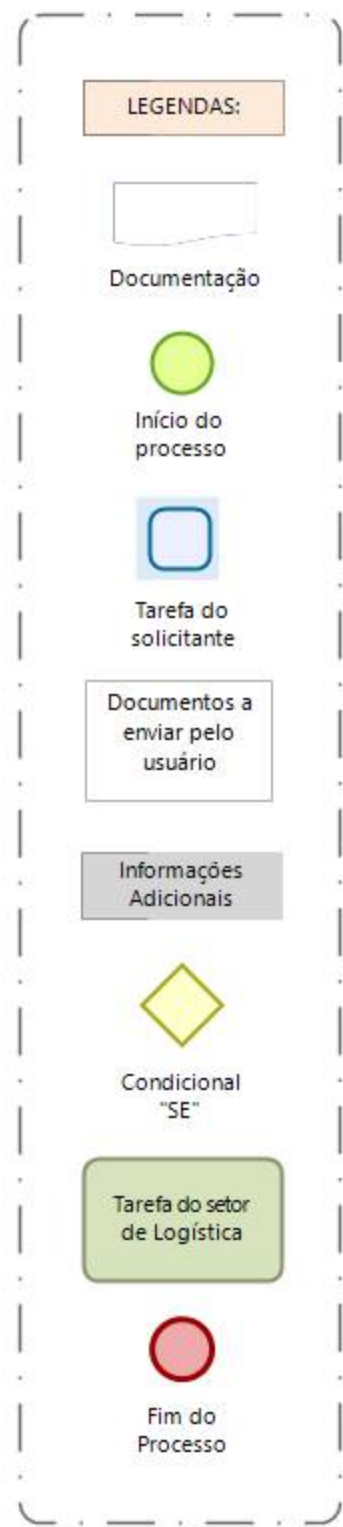 LEGENDAS:
Documentação
Início do
processo
Tarefa do
solicitante
Documentos a
enviar pelo
usuário
Informações
Adicionais
Condicional
"SE"
Tarefa do setor
de Logística
Fim do
Processo